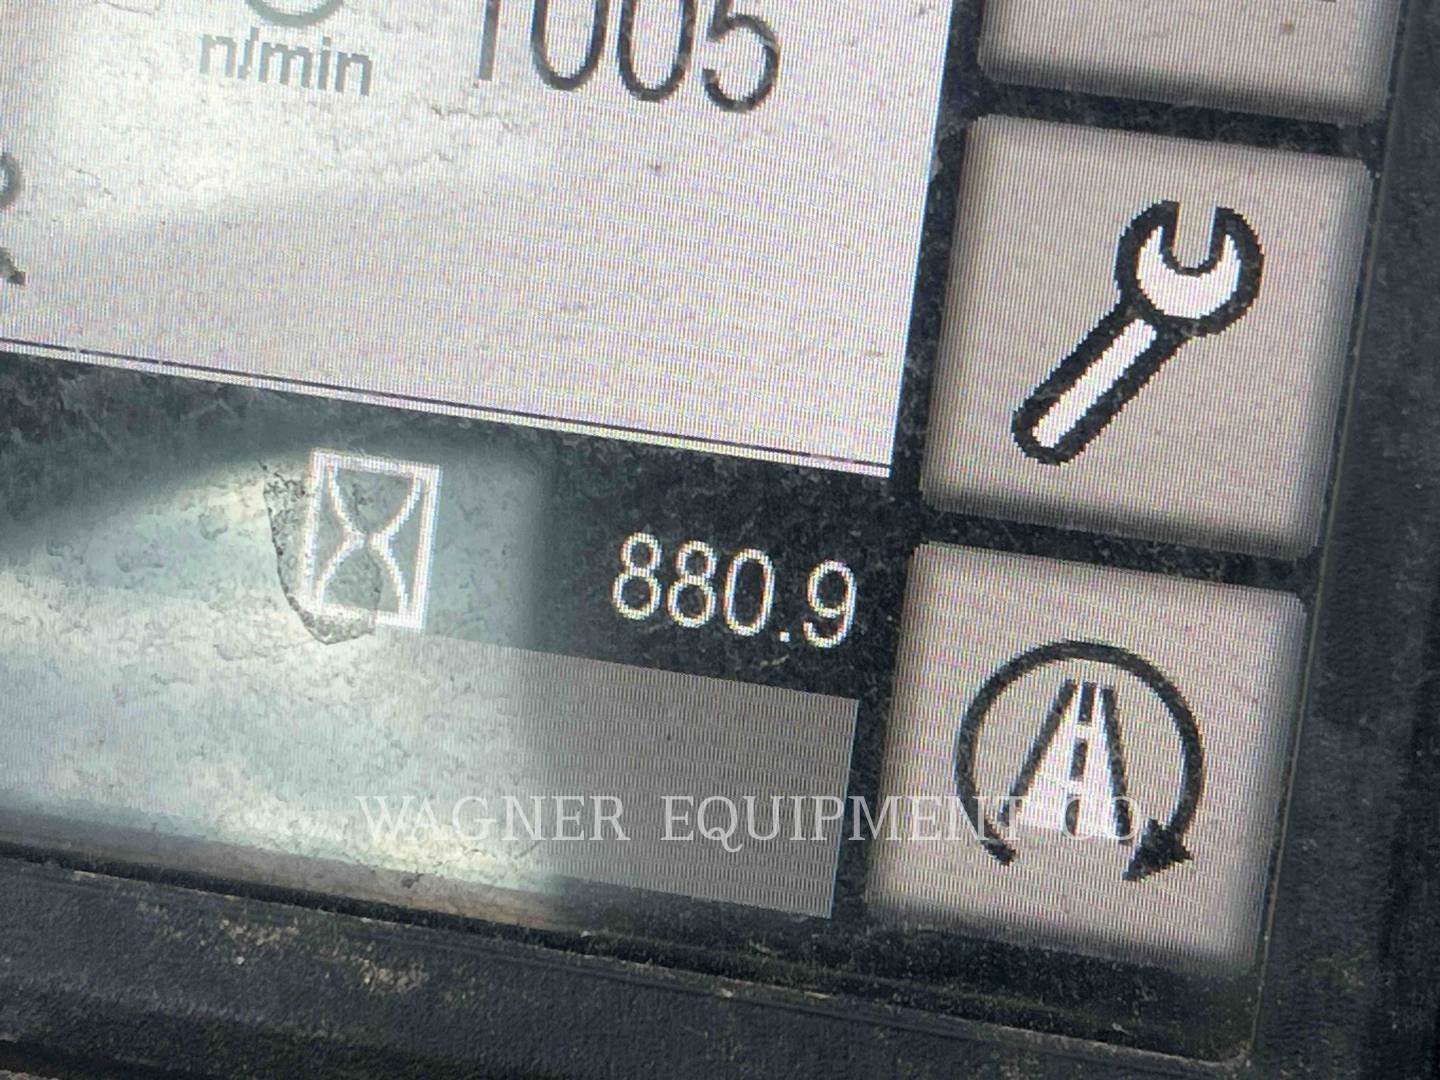 n/min 1005
880.9
WAGNER EQUIPMENT CO